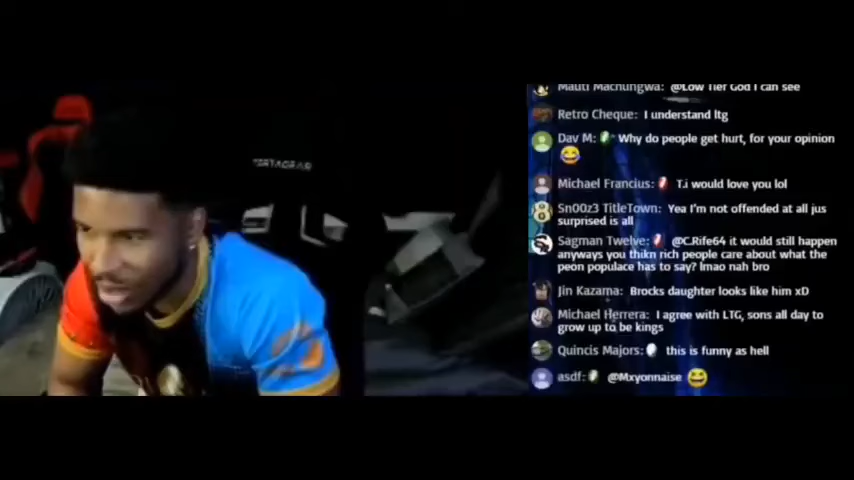 Mauti Machungwa: @Low Tier God I can see
Retro Cheque: I understand ltg
Dav M: Why do people get hurt, for your opinion
😂
Michael Francius: T.i would love you lol
Sn00z3 TitleTown: Yea I'm not offended at all jus
surprised is all
Sagman Twelve: @C.Rife64 it would still happen
anyways you thikn rich people care about what the
peon populace has to say? lmao nah bro
Jin Kazama: Brocks daughter looks like him xD
Michael Herrera: I agree with LTG, sons all day to
grow up to be kings
Quincis Majors: this is funny as hell
asdf: @Mxyonnaise 😆